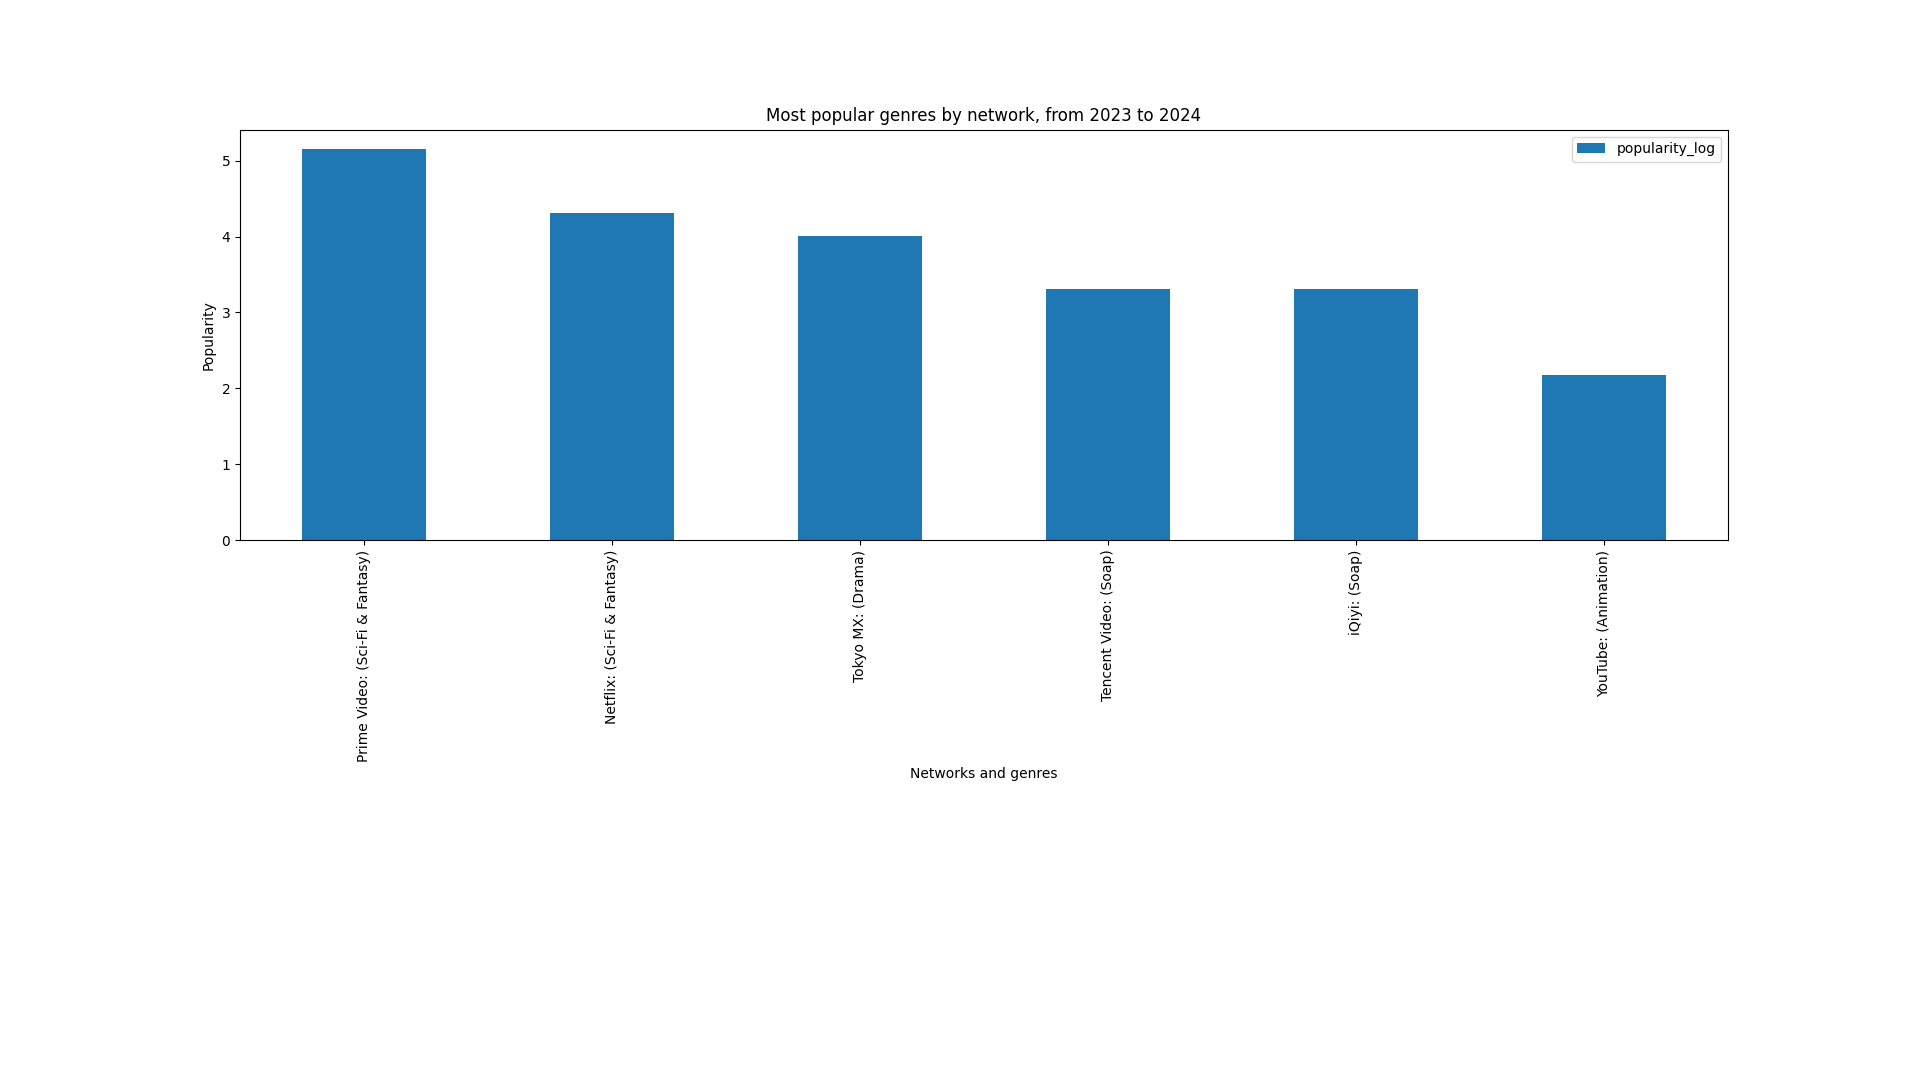 Most popular genres by network, from 2023 to 2024
popularity_log
Popularity
5
4
3
2
1
0
Prime Video: (Sci-Fi & Fantasy)
Netflix: (Sci-Fi & Fantasy)
Tokyo MX: (Drama)
Tencent Video: (Soap)
iQiyi: (Soap)
YouTube: (Animation)
Networks and genres